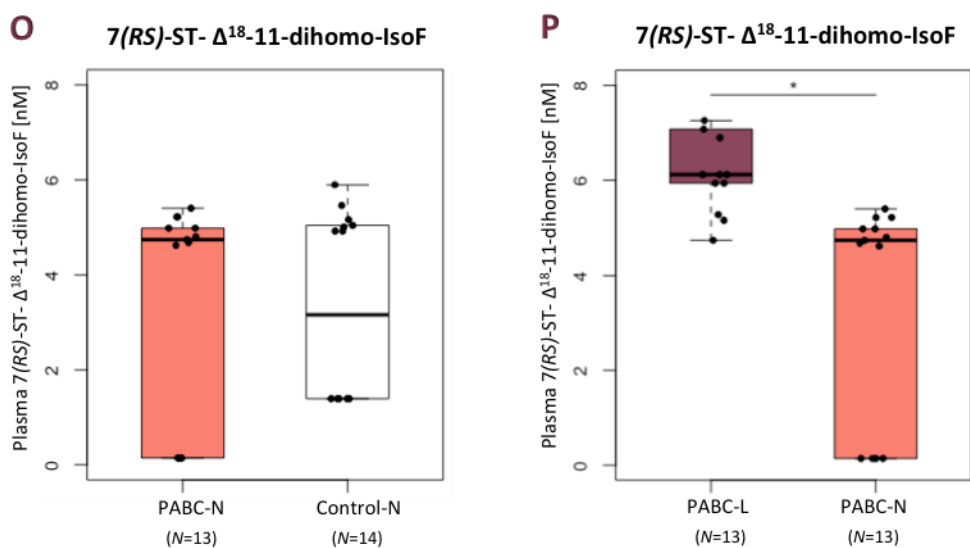 O
7(RS)-ST- Δ¹⁸-11-dihomo-IsoF
Plasma 7(RS)-ST- Δ¹⁸-11-dihomo-IsoF [nM]
8
6
4
2
0
PABC-N
Control-N
(N=13)
(N=14)
P
7(RS)-ST- Δ¹⁸-11-dihomo-IsoF
Plasma 7(RS)-ST- Δ¹⁸-11-dihomo-IsoF [nM]
8
6
4
2
0
*
PABC-L
PABC-N
(N=13)
(N=13)